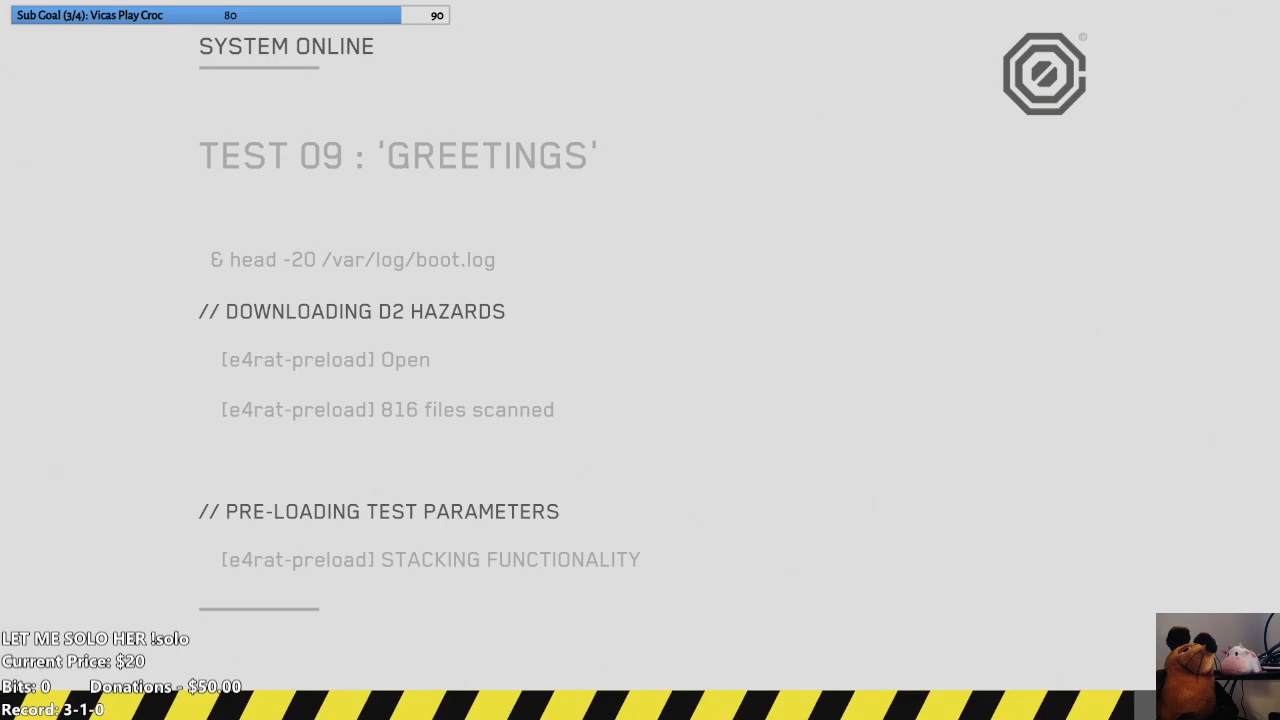 Sub Goal (3/4): Vicas Play Croc 80 90
SYSTEM ONLINE
©
TEST 09 : 'GREETINGS'
& head -20 /var/log/boot.log
// DOWNLOADING D2 HAZARDS
[e4rat-preload] Open
[e4rat-preload] 816 files scanned
// PRE-LOADING TEST PARAMETERS
[e4rat-preload] STACKING FUNCTIONALITY
LET ME SOLO HER !solo
Current Price: $20
Bits: 0 Donations - $50.00
Record: 3-1-0